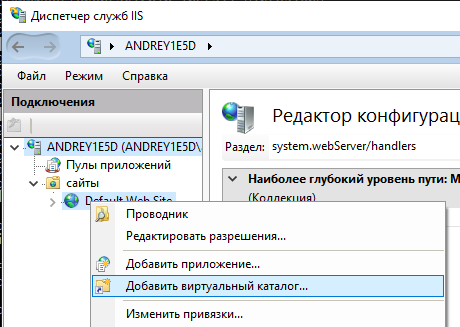 Диспетчер служб IIS
ANDREY1E5D
Файл Режим Справка
Подключения
Редактор конфигурац
ANDREY1E5D (ANDREY1E5D\
Раздел: system.webServer/handlers
Пулы приложений
сайты
Наиболее глубокий уровень пути: M
(Коллекция)
Default Web Site
Проводник
Редактировать разрешения...
Добавить приложение...
Добавить виртуальный каталог...
Изменить привязки...